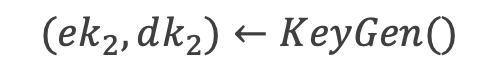 (ek₂, dk₂) ← KeyGen()